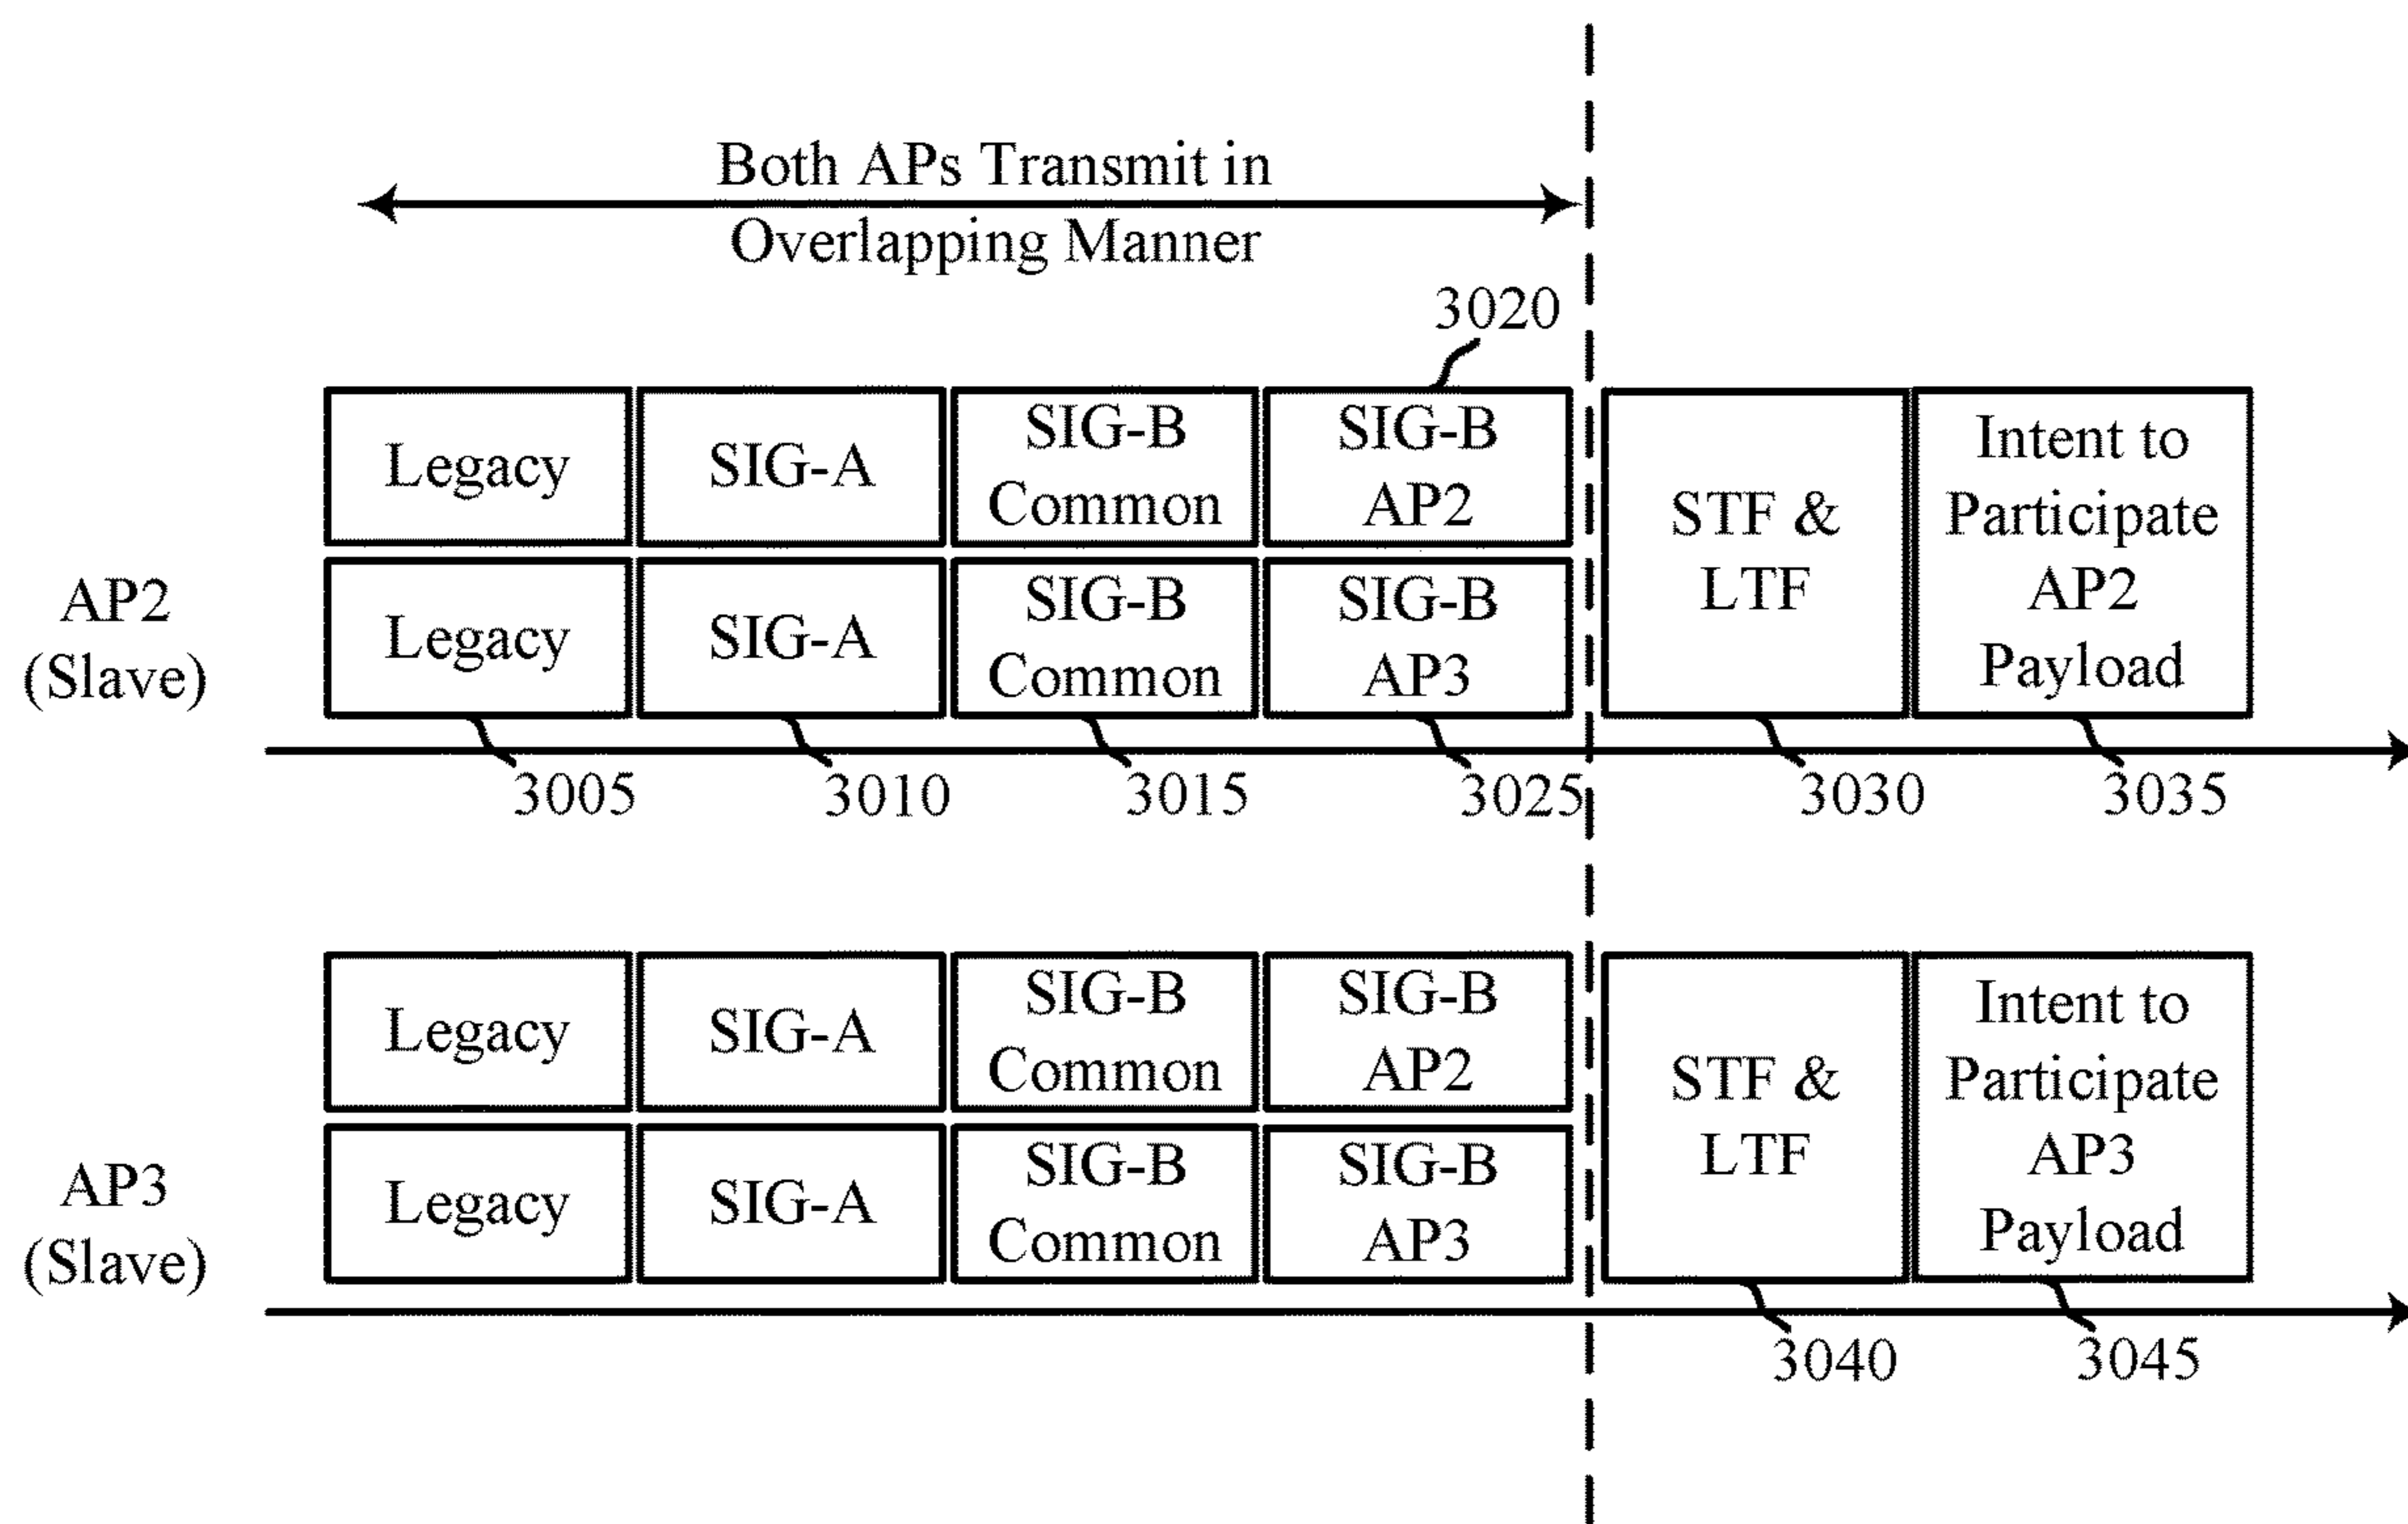 Both APs Transmit in
Overlapping Manner
3020
Legacy
SIG-A
SIG-B
Common
SIG-B
AP2
STF &
LTF
Intent to
Participate
AP2
Payload
AP2
(Slave)
Legacy
SIG-A
SIG-B
Common
SIG-B
AP3
3005
3010
3015
3025
3030
3035
Legacy
SIG-A
SIG-B
Common
SIG-B
AP2
STF &
LTF
Intent to
Participate
AP3
Payload
AP3
(Slave)
Legacy
SIG-A
SIG-B
Common
SIG-B
AP3
3040
3045